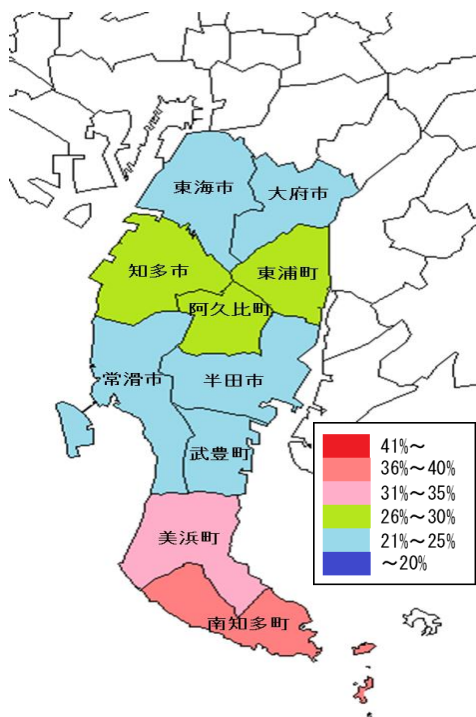 東海市
大府市
知多市
東浦町
阿久比町
常滑市
半田市
武豊町
美浜町
南知多町
41%～
36%～40%
31%～35%
26%～30%
21%～25%
～20%